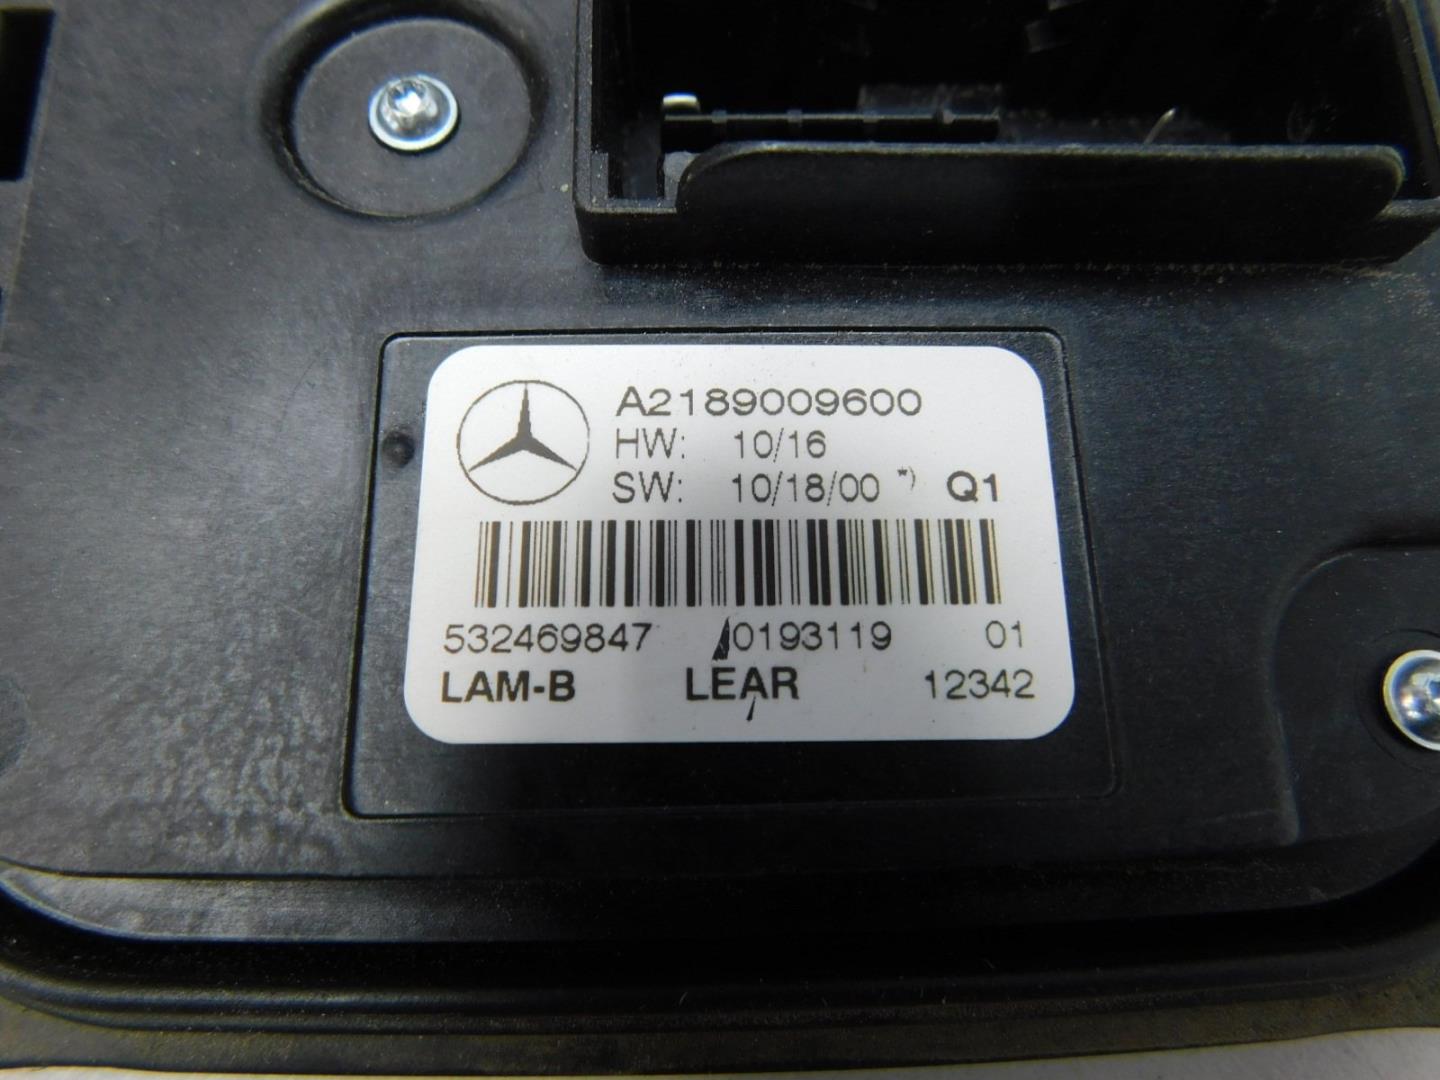 A2189009600
HW: 10/16
SW: 10/18/00 *) Q1
532469847 0193119 01
LAM-B LEAR 12342